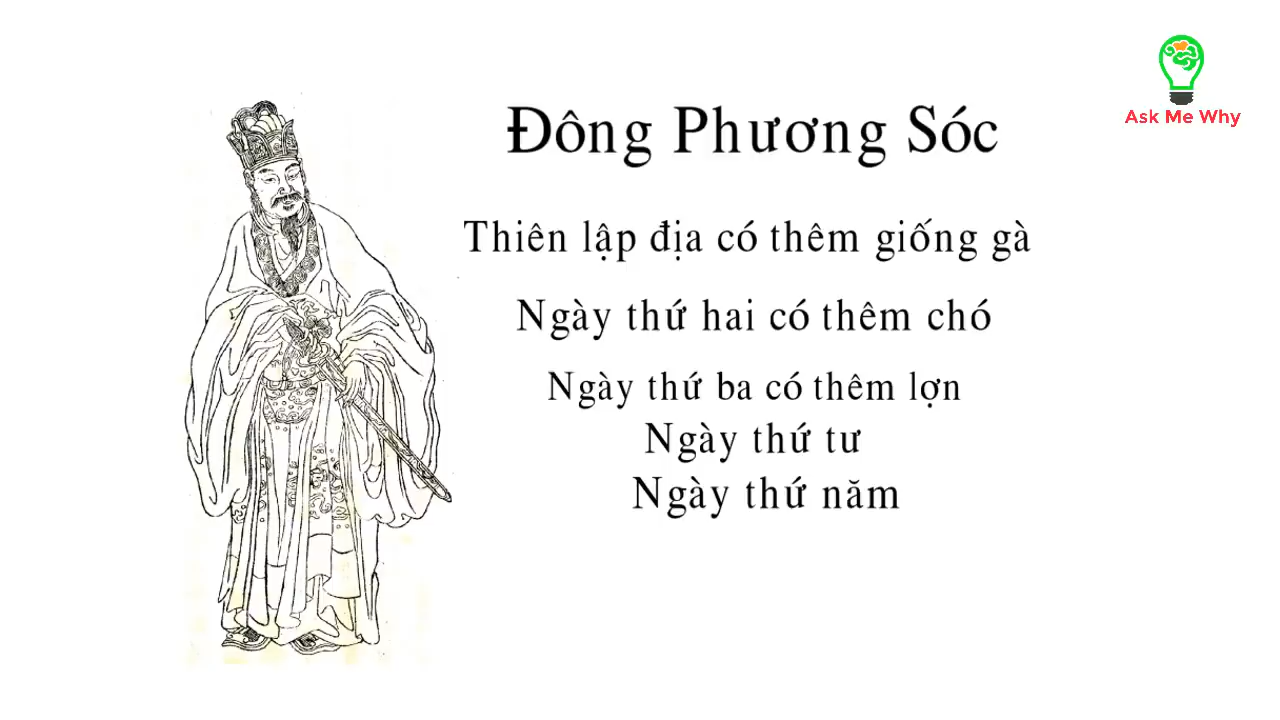 Ask Me Why
Đông Phương Sóc
Thiên lập địa có thêm giống gà
Ngày thứ hai có thêm chó
Ngày thứ ba có thêm lợn
Ngày thứ tư
Ngày thứ năm